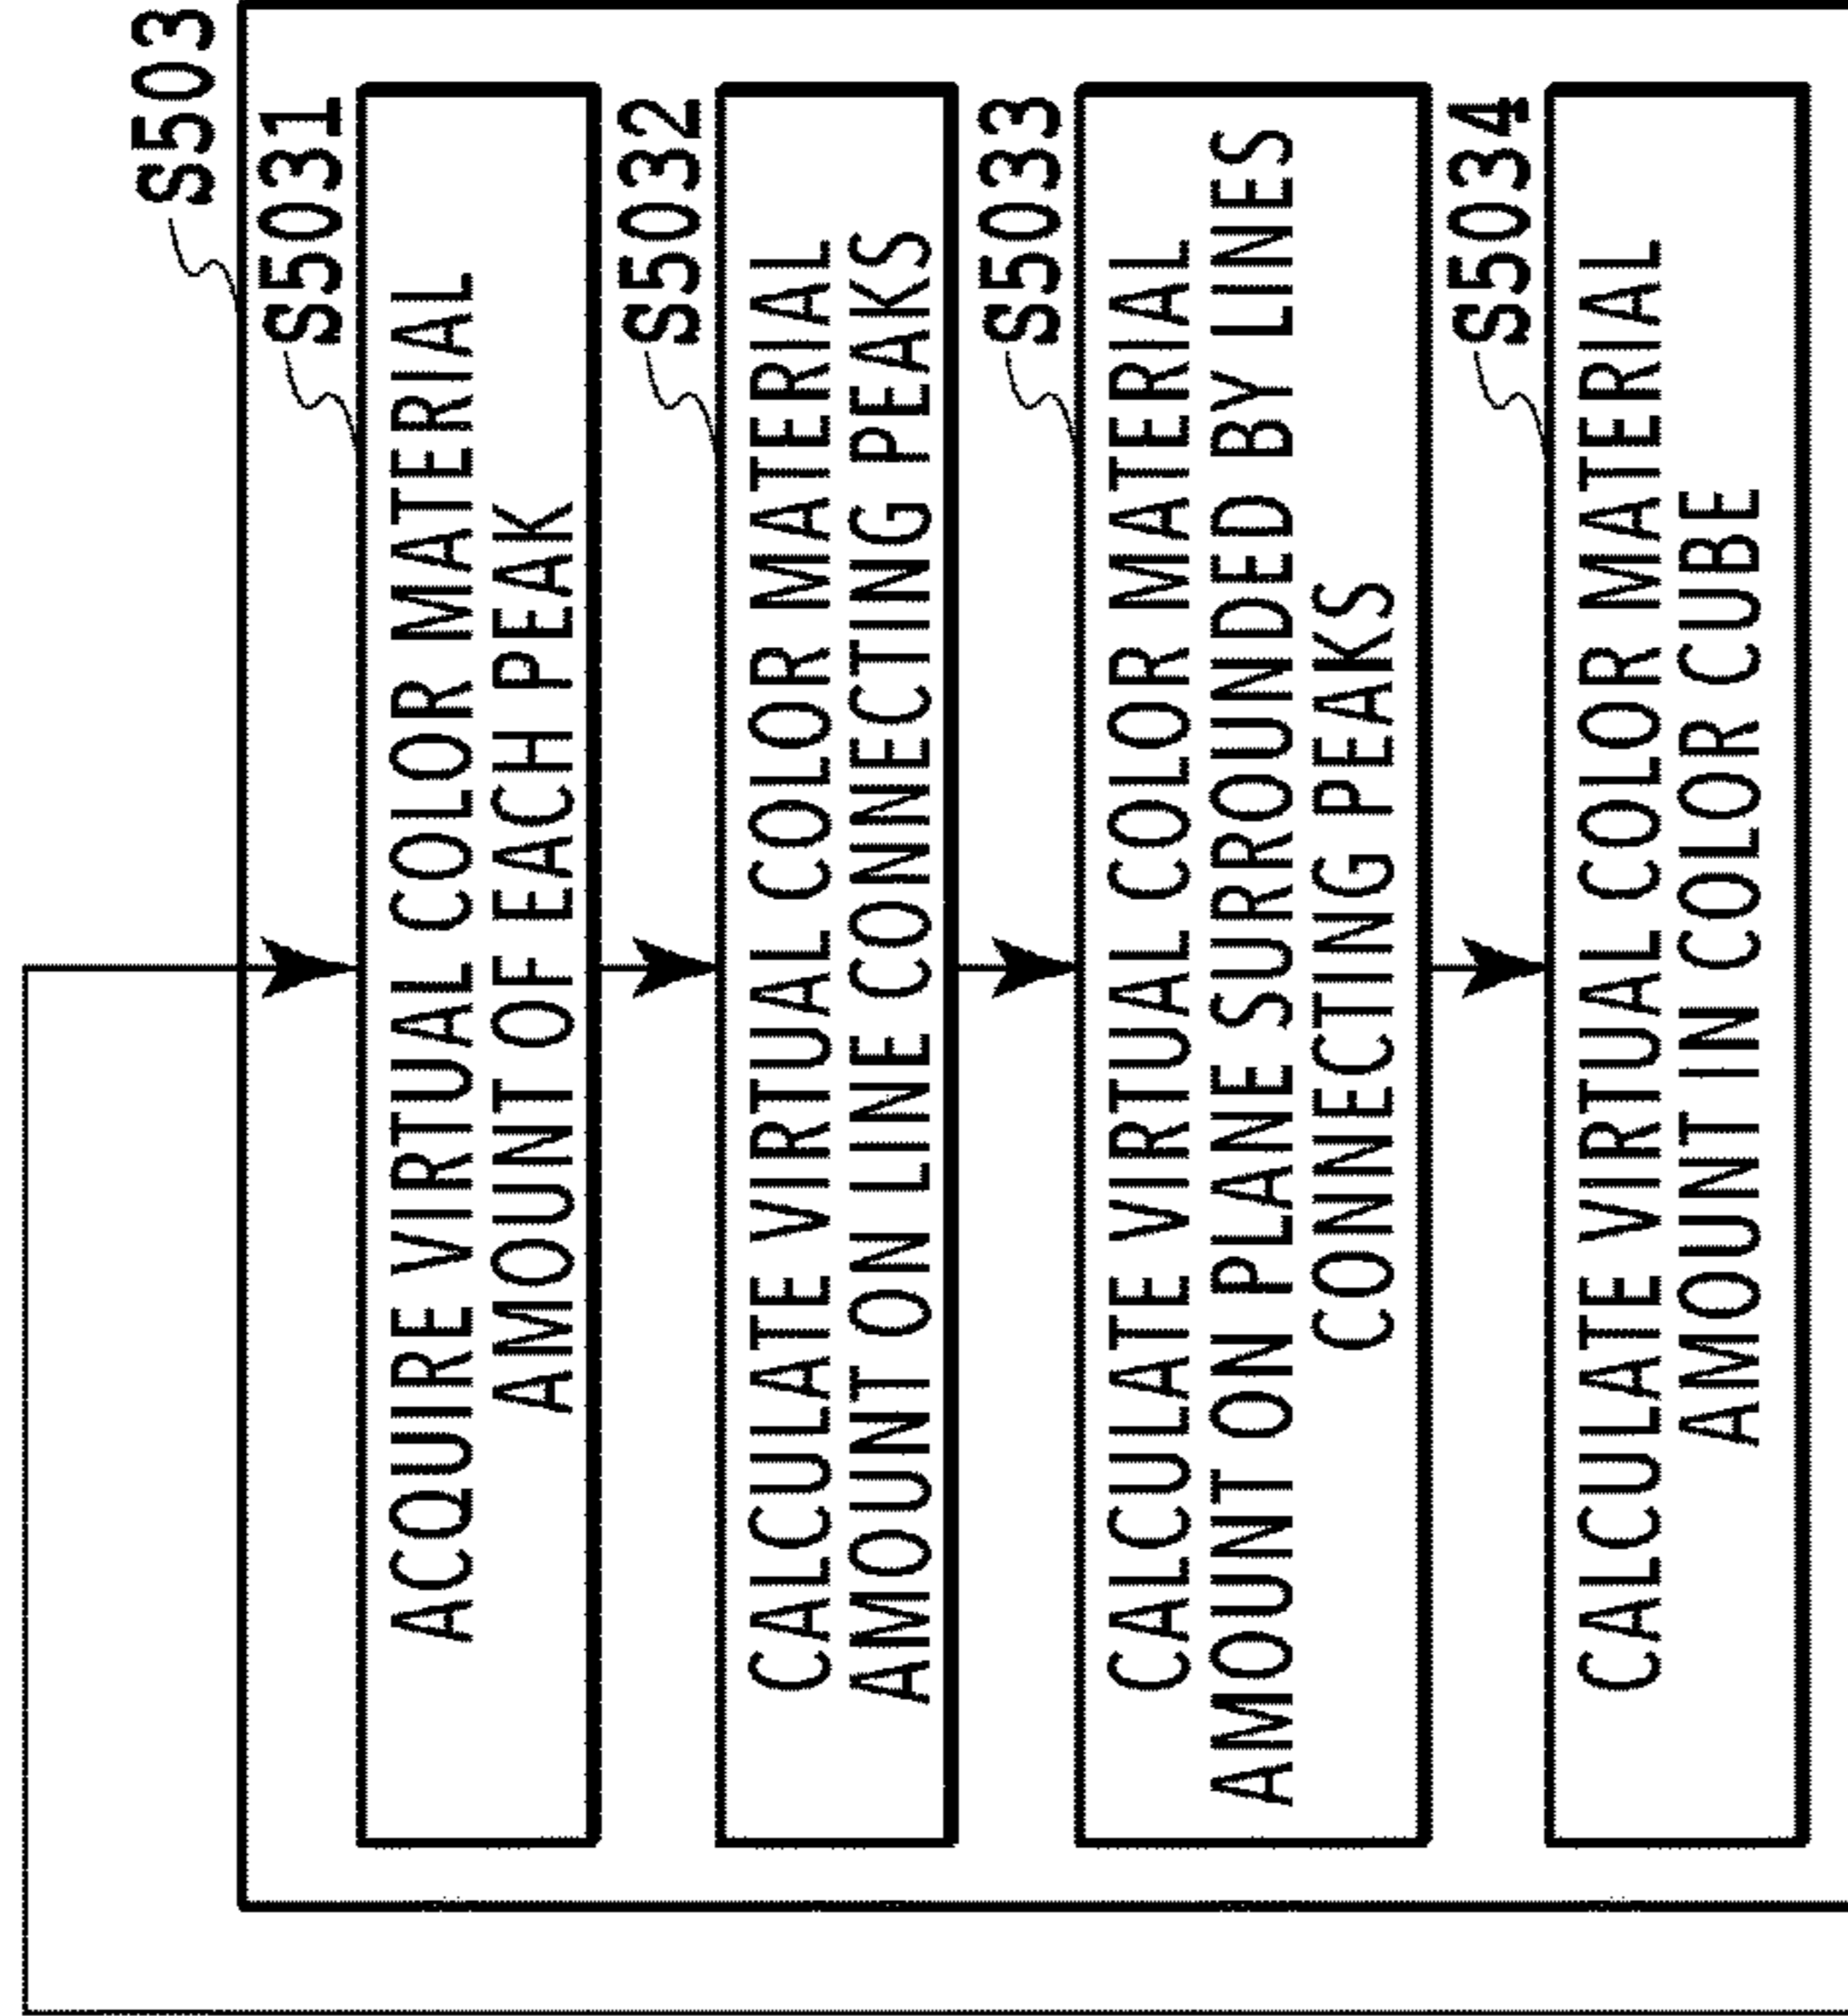 S503
S5031
ACQUIRE VIRTUAL COLOR MATERIAL
AMOUNT OF EACH PEAK
S5032
CALCULATE VIRTUAL COLOR MATERIAL
AMOUNT ON LINE CONNECTING PEAKS
S5033
CALCULATE VIRTUAL COLOR MATERIAL
AMOUNT ON PLANE SURROUNDED BY LINES
CONNECTING PEAKS
S5034
CALCULATE VIRTUAL COLOR MATERIAL
AMOUNT IN COLOR CUBE